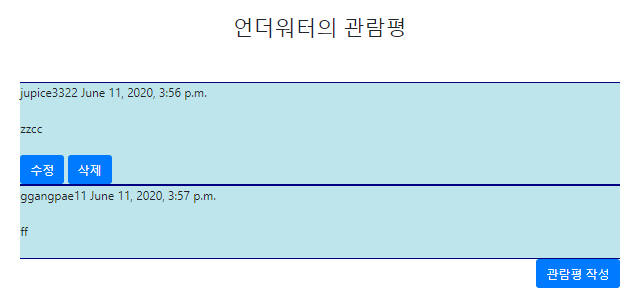 언더워터의 관람평
jupice3322 June 11, 2020, 3:56 p.m.
zzcc
수정 삭제
ggangpae11 June 11, 2020, 3:57 p.m.
ff
관람평 작성